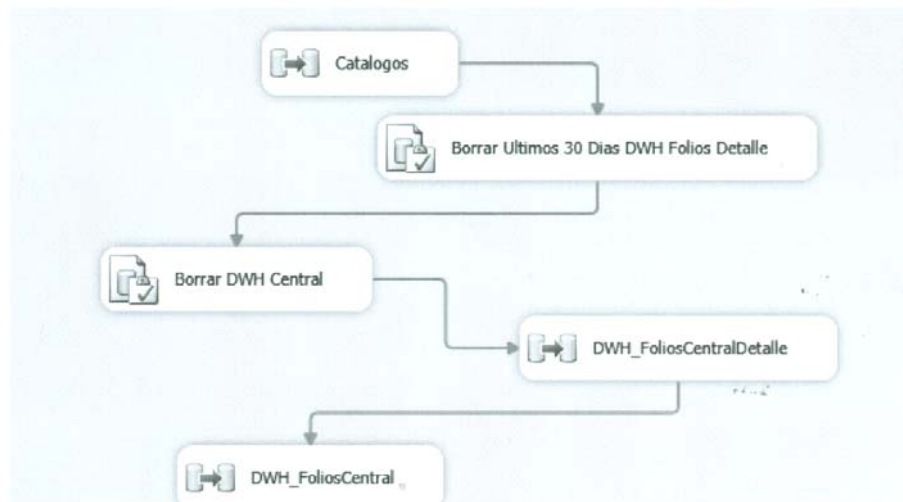 Catalogos
Borrar Ultimos 30 Dias DWH Folios Detalle
Borrar DWH Central
DWH_FoliosCentralDetalle
DWH_FoliosCentral